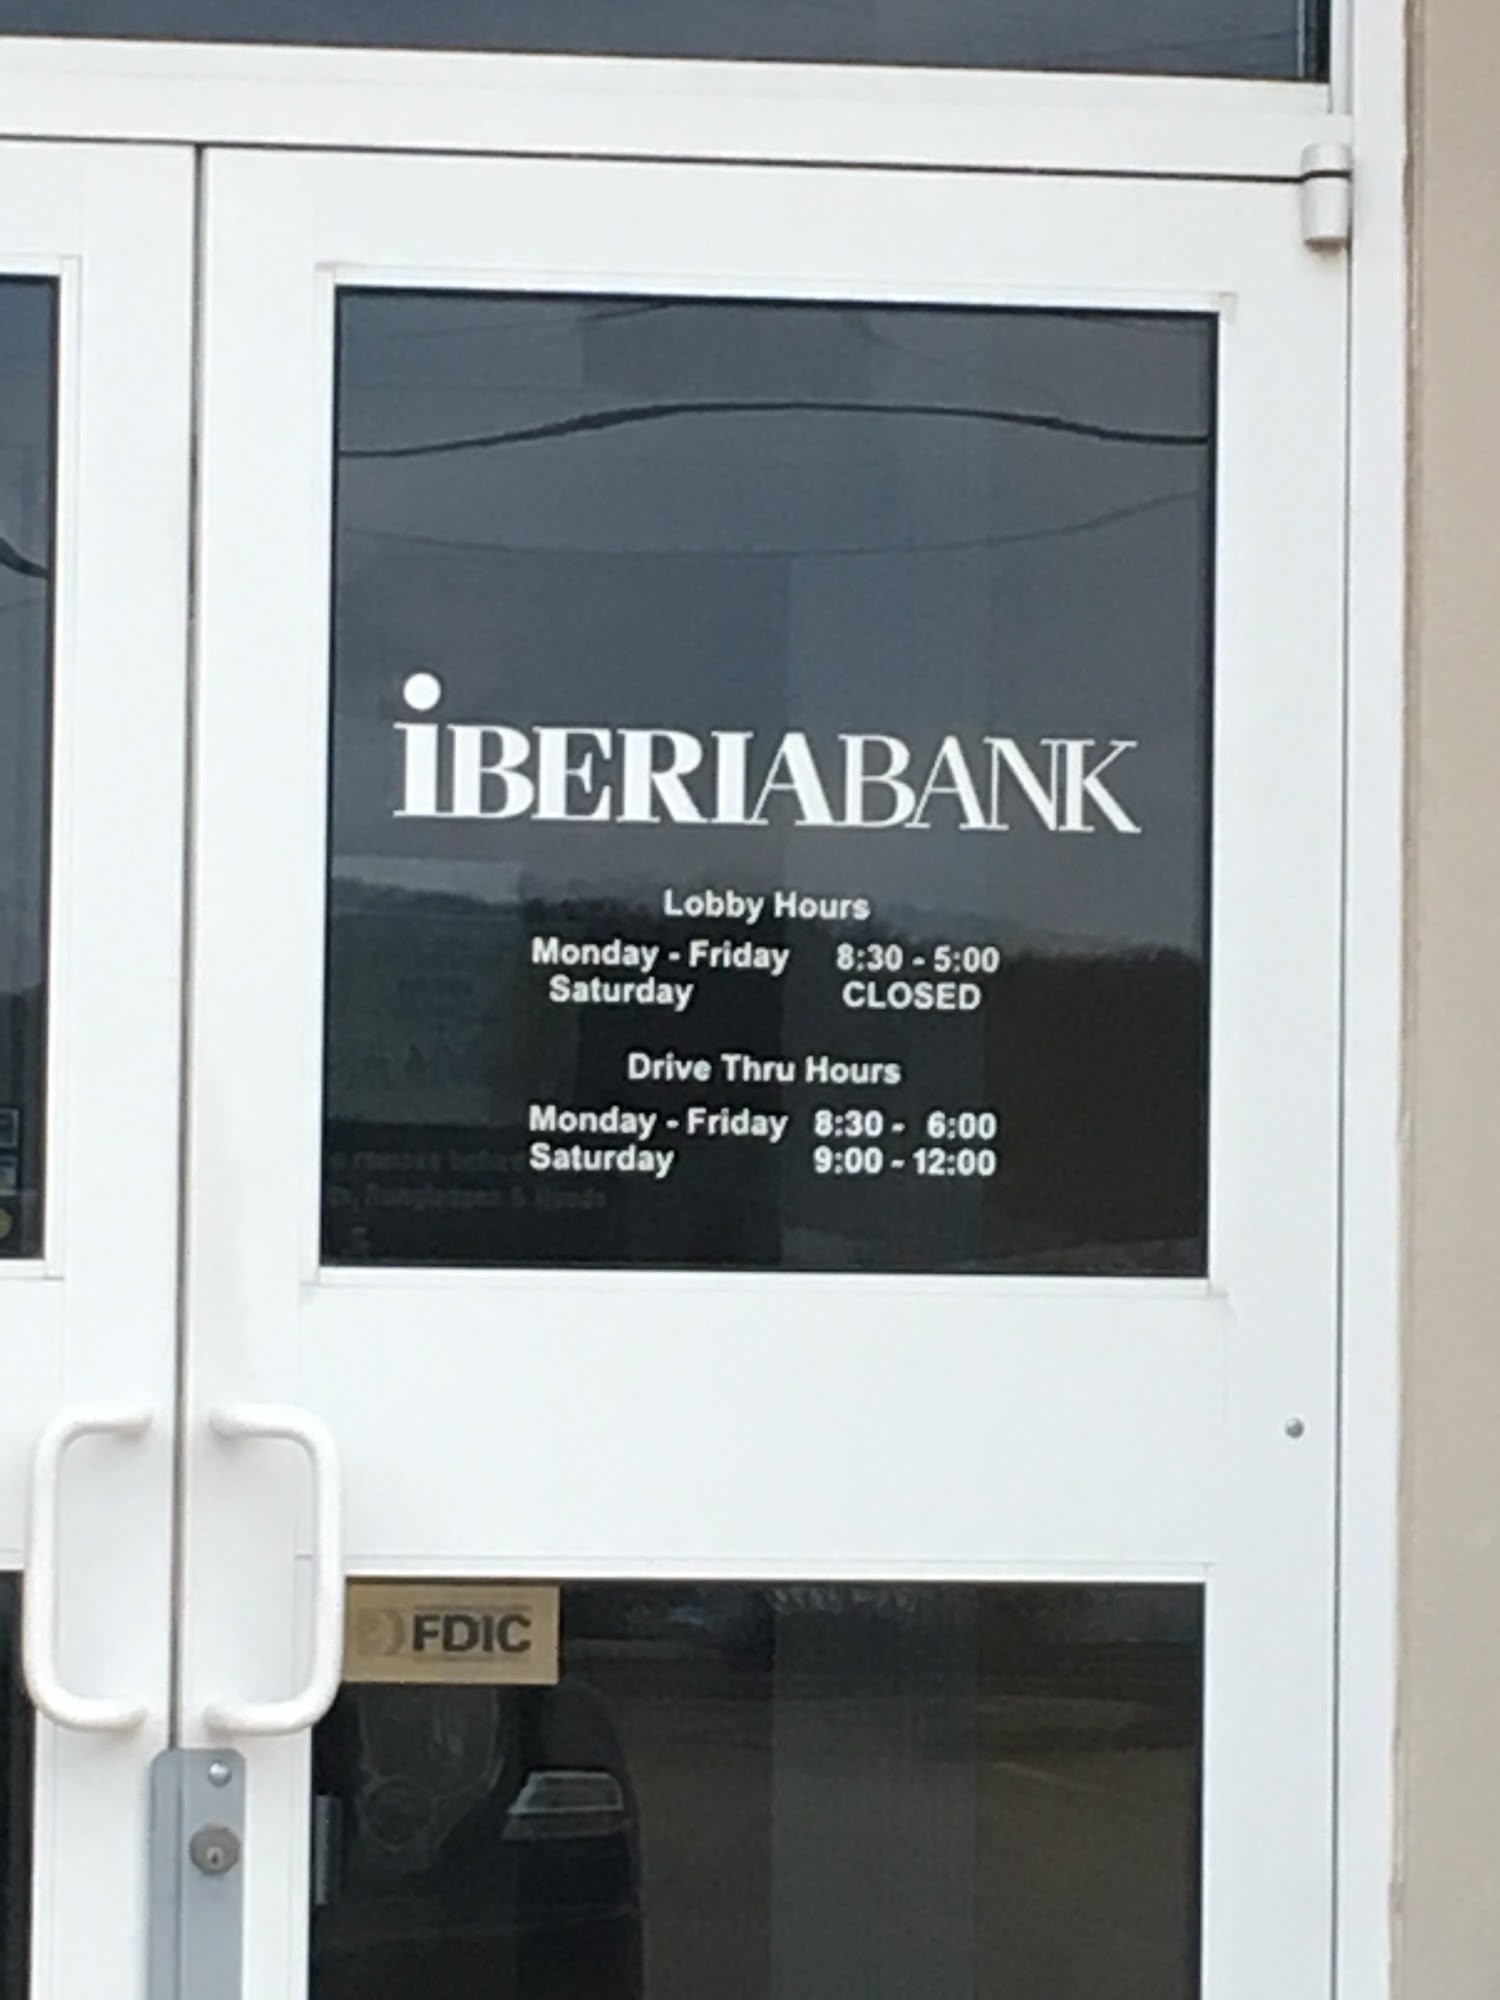 iBERIABANK
Lobby Hours
Monday - Friday 8:30 - 5:00
Saturday CLOSED
Drive Thru Hours
Monday - Friday 8:30 - 6:00
Saturday 9:00 - 12:00
FDIC